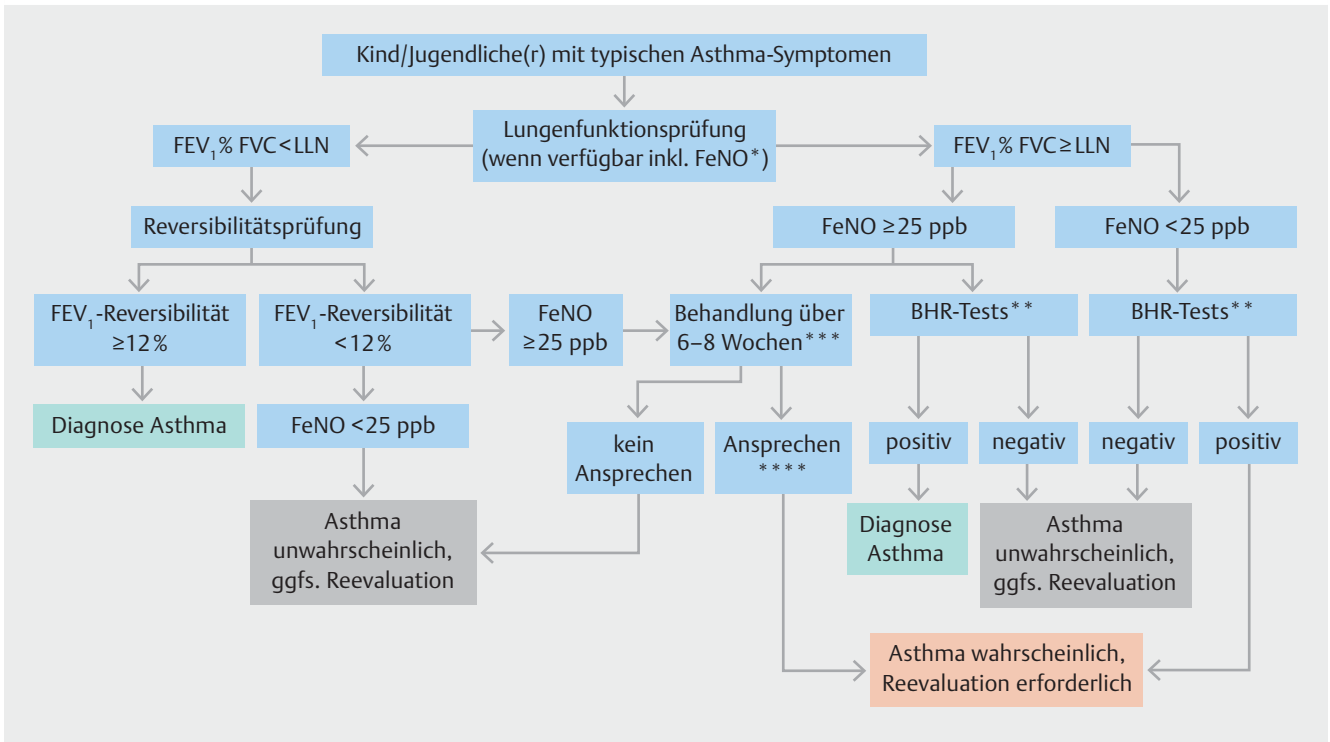 Kind/Jugendliche(r) mit typischen Asthma-Symptomen
Lungenfunktionsprüfung
(wenn verfügbar inkl. FeNO*)
FEV₁% FVC<LLN
FEV₁% FVC≥LLN
Reversibilitätsprüfung
FeNO ≥25 ppb
FeNO <25 ppb
FEV₁-Reversibilität
≥12%
FEV₁-Reversibilität
<12%
FeNO
≥25 ppb
Behandlung über
6–8 Wochen***
BHR-Tests**
BHR-Tests**
Diagnose Asthma
FeNO <25 ppb
kein
Ansprechen
Ansprechen
****
positiv
negativ
negativ
positiv
Asthma
unwahrscheinlich,
ggfs. Reevaluation
Diagnose
Asthma
Asthma
unwahrscheinlich,
ggfs. Reevaluation
Asthma wahrscheinlich,
Reevaluation erforderlich